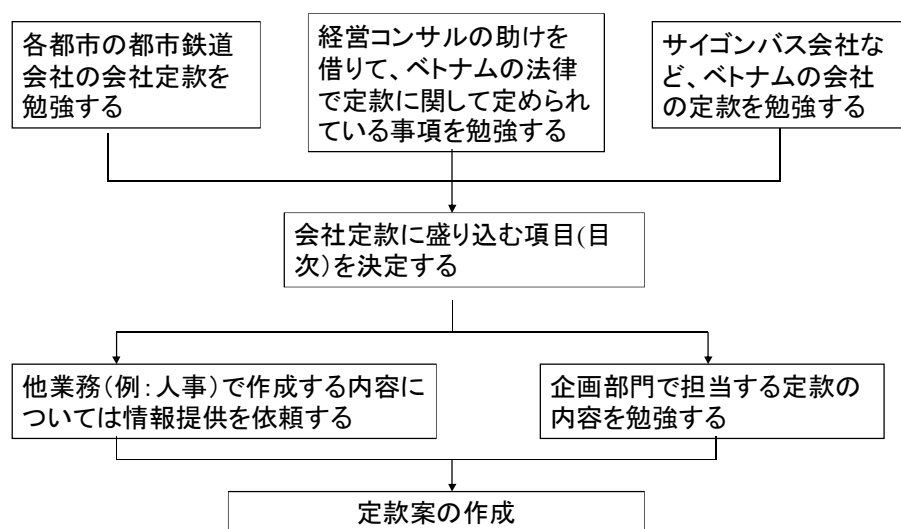 各都市の都市鉄道
会社の会社定款を
勉強する
経営コンサルの助けを
借りて、ベトナムの法律
で定款に関して定められ
ている事項を勉強する
サイゴンバス会社な
ど、ベトナムの会社
の定款を勉強する
会社定款に盛り込む項目(目
次)を決定する
他業務(例:人事)で作成する内容に
ついては情報提供を依頼する
企画部門で担当する定款の
内容を勉強する
定款案の作成